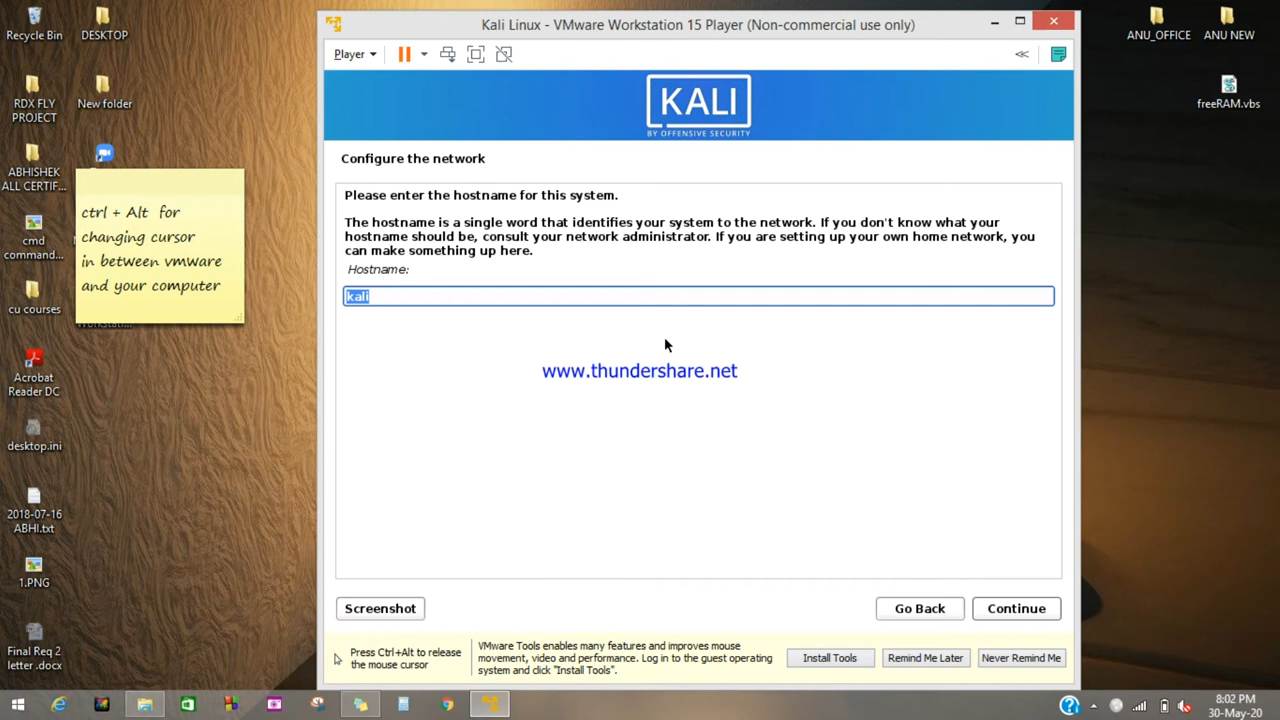 Recycle Bin
DESKTOP
RDX FLY
PROJECT
New folder
ABHISHEK
ALL CERTIF...
cmd
command...
cu courses
Acrobat
Reader DC
desktop.ini
2018-07-16
ABHI.txt
1.PNG
Final Req 2
letter .docx
ctrl + Alt for
changing cursor
in between vmware
and your computer
Kali Linux - VMware Workstation 15 Player (Non-commercial use only)
Player
KALI
BY OFFENSIVE SECURITY
Configure the network
Please enter the hostname for this system.
The hostname is a single word that identifies your system to the network. If you don't know what your
hostname should be, consult your network administrator. If you are setting up your own home network, you
can make something up here.
Hostname:
kali
www.thundershare.net
Screenshot
Go Back
Continue
Press Ctrl+Alt to release
the mouse cursor
VMware Tools enables many features and improves mouse
movement, video and performance. Log in to the guest operating
system and click "Install Tools".
Install Tools
Remind Me Later
Never Remind Me
ANU_OFFICE
ANU NEW
freeRAM.vbs
8:02 PM
30-May-20